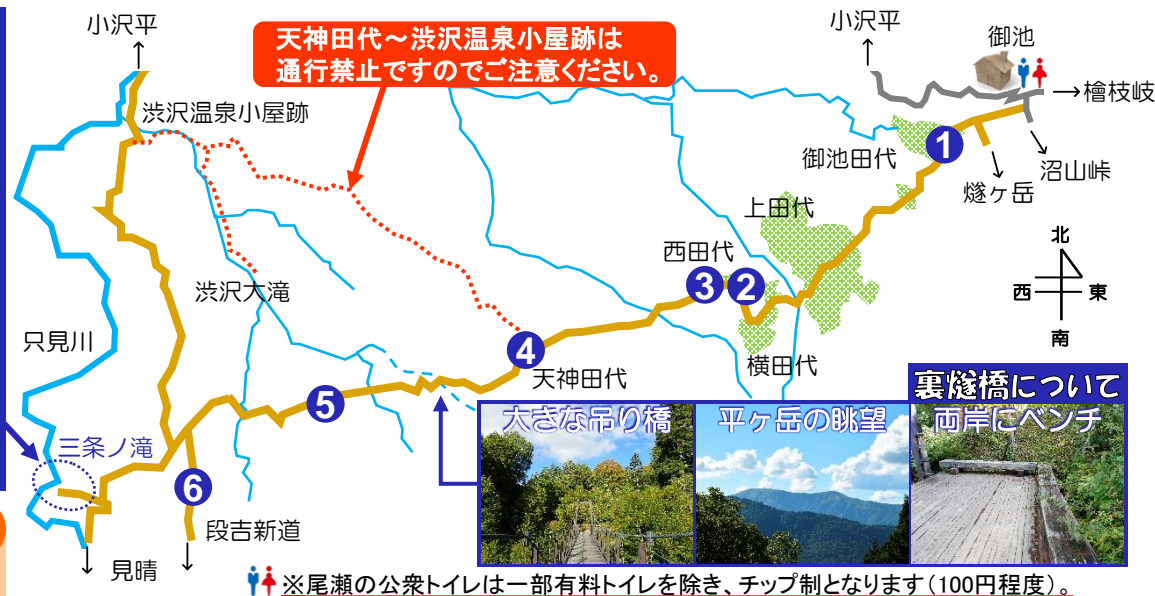 小沢平
天神田代～渋沢温泉小屋跡は
通行禁止ですのでご注意ください。
小沢平
御池
→檜枝岐
渋沢温泉小屋跡
1
御池田代
沼山峠
燧ヶ岳
上田代
西田代
3
2
北
西
東
南
渋沢大滝
只見川
4
天神田代
横田代
5
裏燧橋について
大きな吊り橋
平ヶ岳の眺望
両岸にベンチ
三条ノ滝
6
段吉新道
見晴
※尾瀬の公衆トイレは一部有料トイレを除き、チップ制となります(100円程度)。